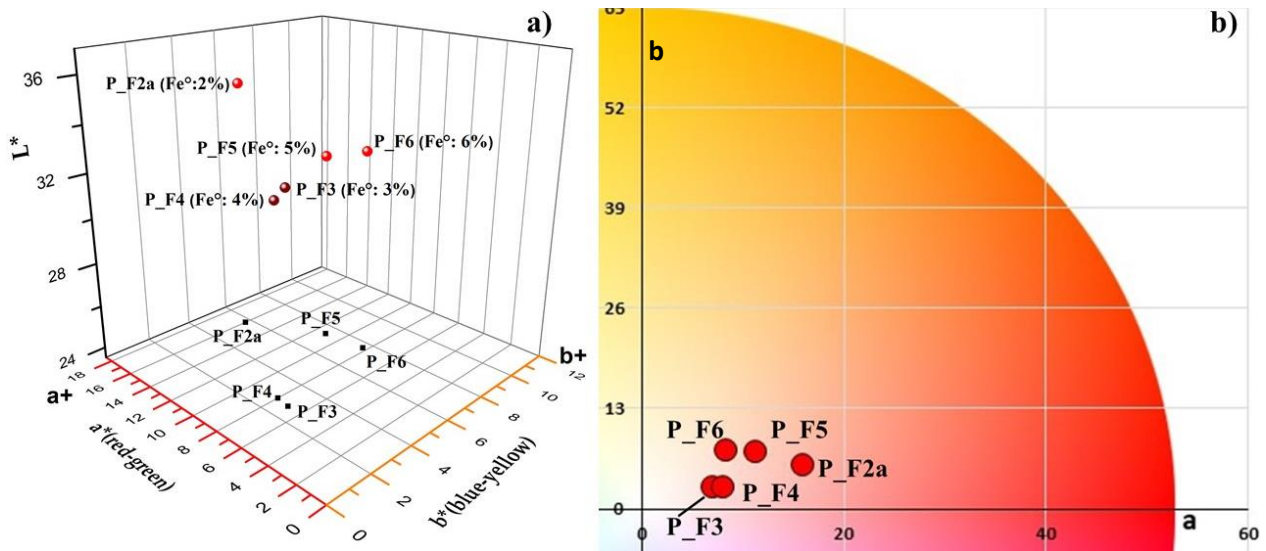 a)
36
32
28
24
L*
P_F2a (Fe°:2%)
P_F5 (Fe°: 5%)
P_F6 (Fe°: 6%)
P_F3 (Fe°: 3%)
P_F4 (Fe°: 4%)
P_F2a
P_F5
P_F6
P_F4
P_F3
a+
18
16
14
12
10
8
6
4
2
0
a*(red-green)
b+
12
10
8
6
4
2
0
b*(blue-yellow)
b)
b
65
52
39
26
13
0
P_F6
P_F5
P_F2a
P_F4
P_F3
a
0
20
40
60